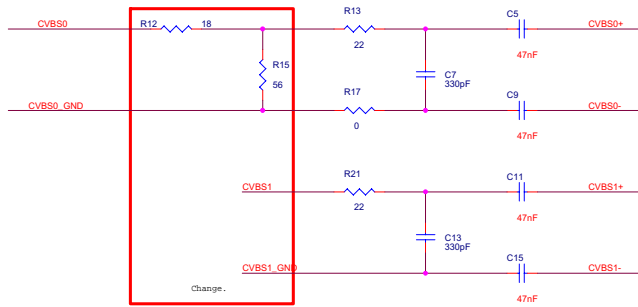 R13
C5
CVBS0
R12
18
CVBS0+
22
47nF
R15
56
C7
330pF
CVBS0_GND
R17
C9
CVBS0-
0
47nF
R21
C11
CVBS1
CVBS1+
22
47nF
C13
330pF
CVBS1_GND
C15
CVBS1-
Change.
47nF